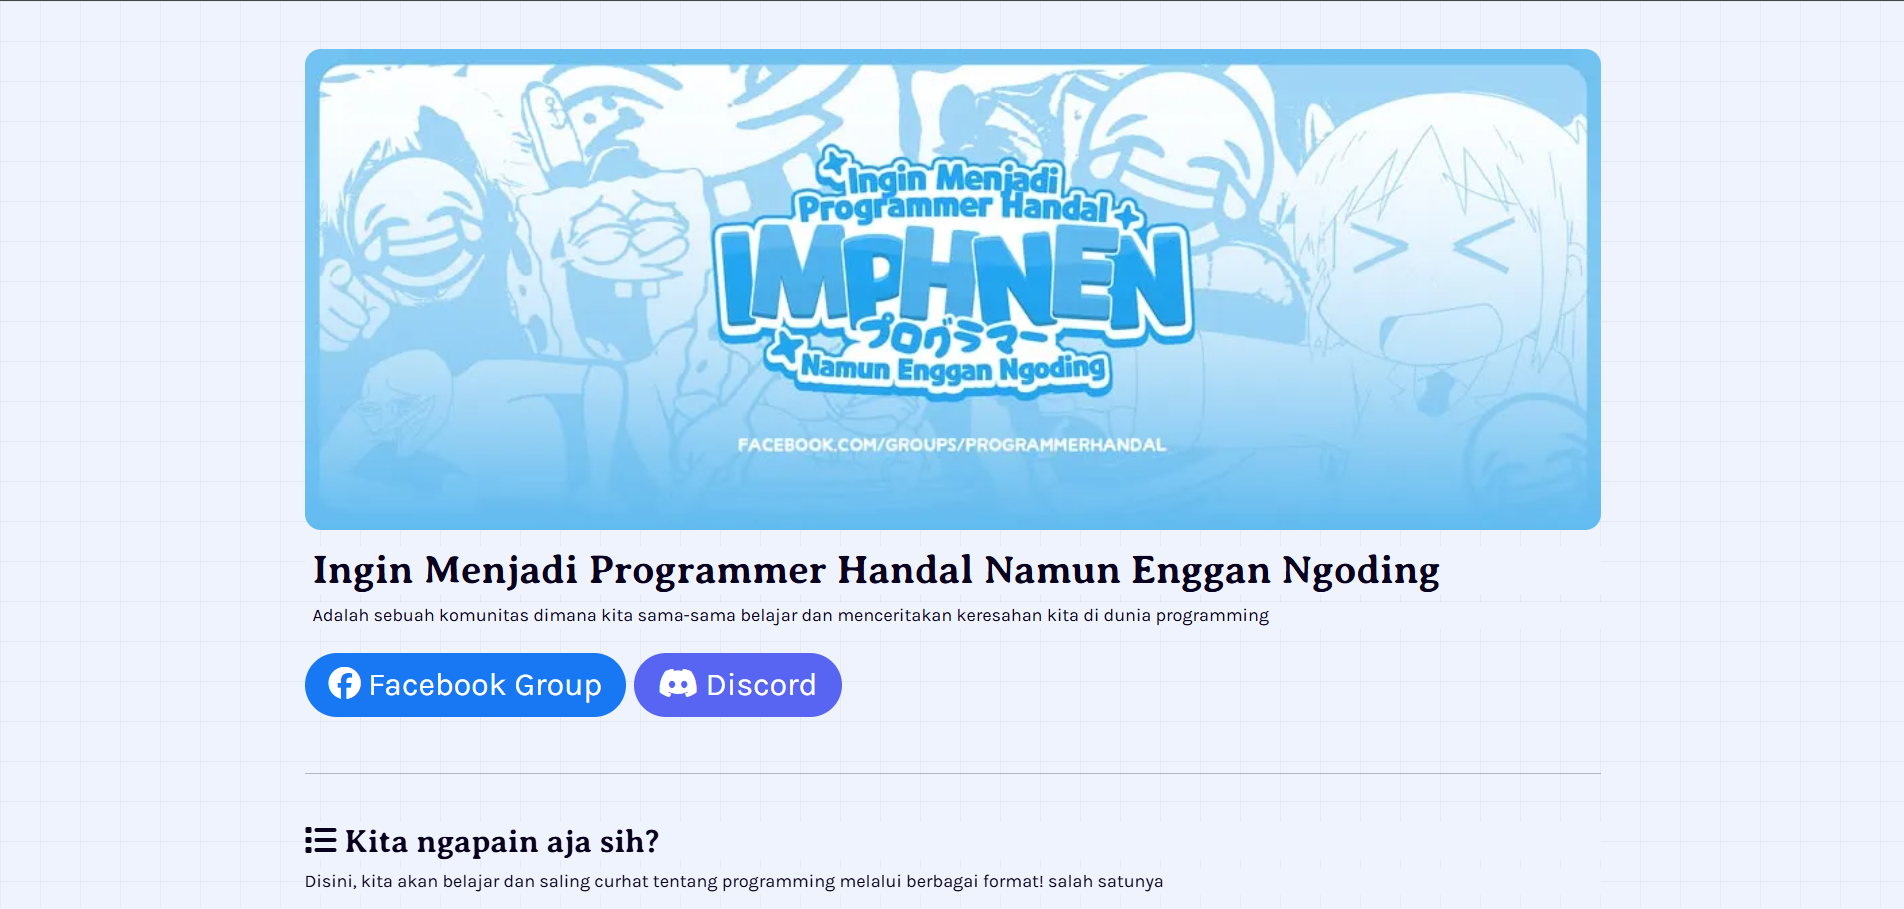 Ingin Menjadi
Programmer Handal
IMPHNEN
プログラマー
Namun Enggan Ngoding
FACEBOOK.COM/GROUPS/PROGRAMMERHANDAL
Ingin Menjadi Programmer Handal Namun Enggan Ngoding
Adalah sebuah komunitas dimana kita sama-sama belajar dan menceritakan keresahan kita di dunia programming
Facebook Group
Discord
Kita ngapain aja sih?
Disini, kita akan belajar dan saling curhat tentang programming melalui berbagai format! salah satunya